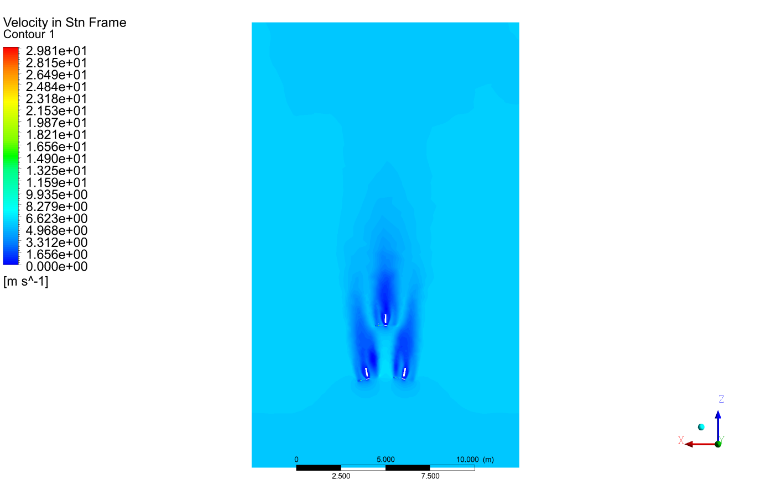 Velocity in Stn Frame
Contour 1
2.981e+01
2.815e+01
2.649e+01
2.484e+01
2.318e+01
2.153e+01
1.987e+01
1.821e+01
1.656e+01
1.490e+01
1.325e+01
1.159e+01
9.935e+00
8.279e+00
6.623e+00
4.968e+00
3.312e+00
1.656e+00
0.000e+00
[m s^-1]
Z
X
Y
0 5.000 10.000 (m)
2.500 7.500